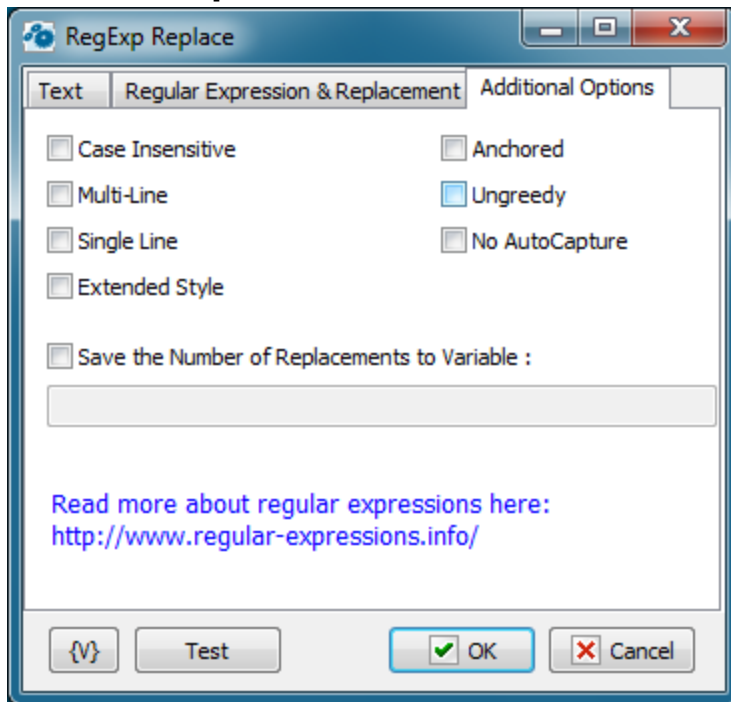 RegExp Replace
Text Regular Expression & Replacement Additional Options
Case Insensitive Anchored
Multi-Line Ungreedy
Single Line No AutoCapture
Extended Style
Save the Number of Replacements to Variable :
Read more about regular expressions here:
http://www.regular-expressions.info/
{V} Test OK Cancel